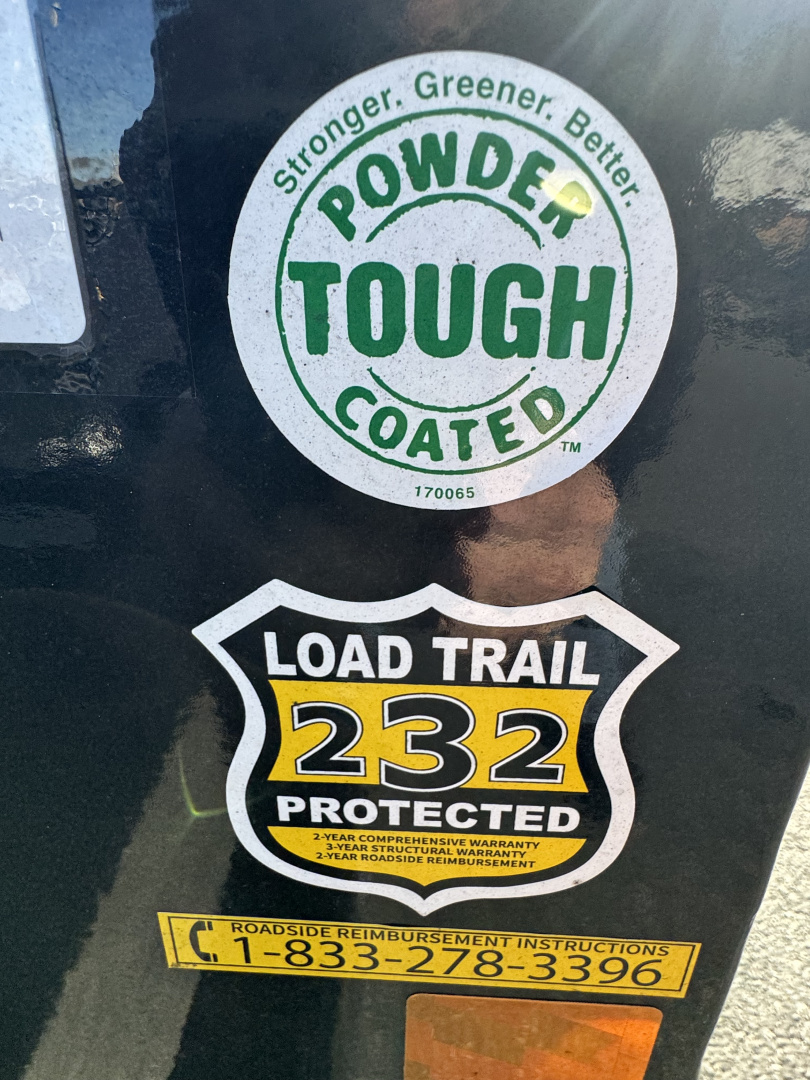 Stronger. Greener. Better.
POWDER
TOUGH
COATED
TM
170065
LOAD TRAIL
232
PROTECTED
2-YEAR COMPREHENSIVE WARRANTY
3-YEAR STRUCTURAL WARRANTY
2-YEAR ROADSIDE REIMBURSEMENT
ROADSIDE REIMBURSEMENT INSTRUCTIONS
1-833-278-3396